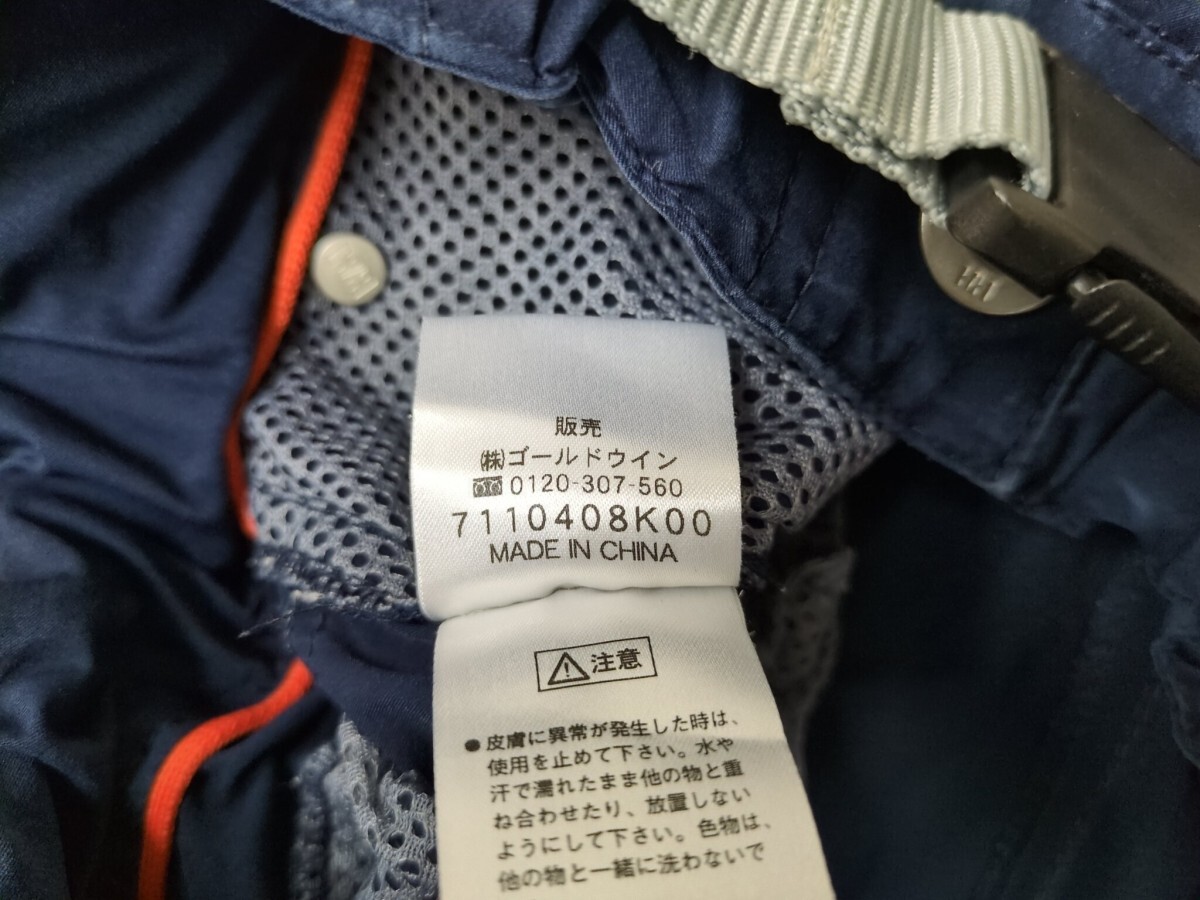 HH
HH
販売
㈱ゴールドウイン
0120-307-560
7110408K00
MADE IN CHINA
注意
●皮膚に異常が発生した時は、
使用を止めて下さい。水や
汗で濡れたまま他の物と重
ね合わせたり、放置しない
ようにして下さい。色物は、
他の物と一緒に洗わないで